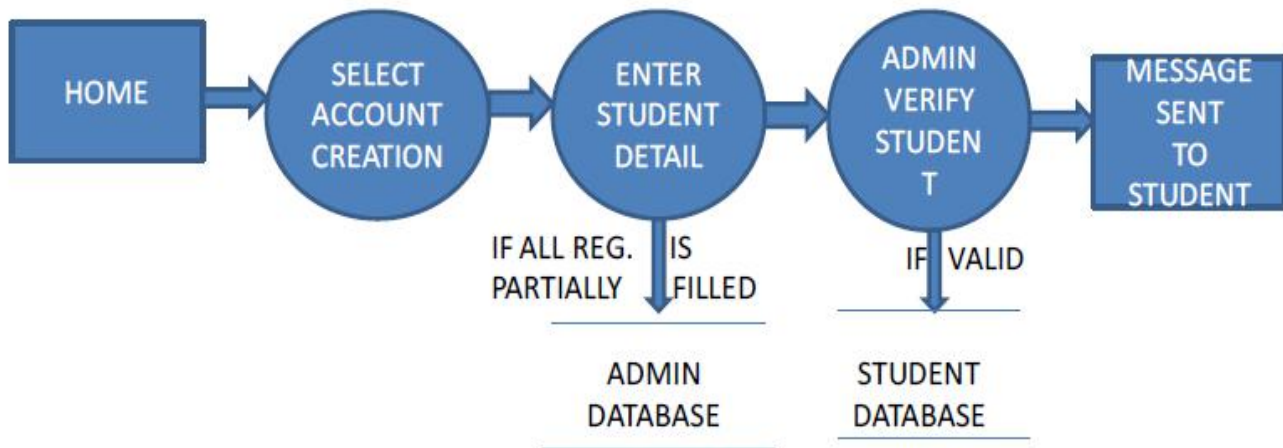 HOME
SELECT
ACCOUNT
CREATION
ENTER
STUDENT
DETAIL
ADMIN
VERIFY
STUDEN
T
MESSAGE
SENT
TO
STUDENT
IF ALL REG. IS
PARTIALLY FILLED
IF VALID
ADMIN
DATABASE
STUDENT
DATABASE